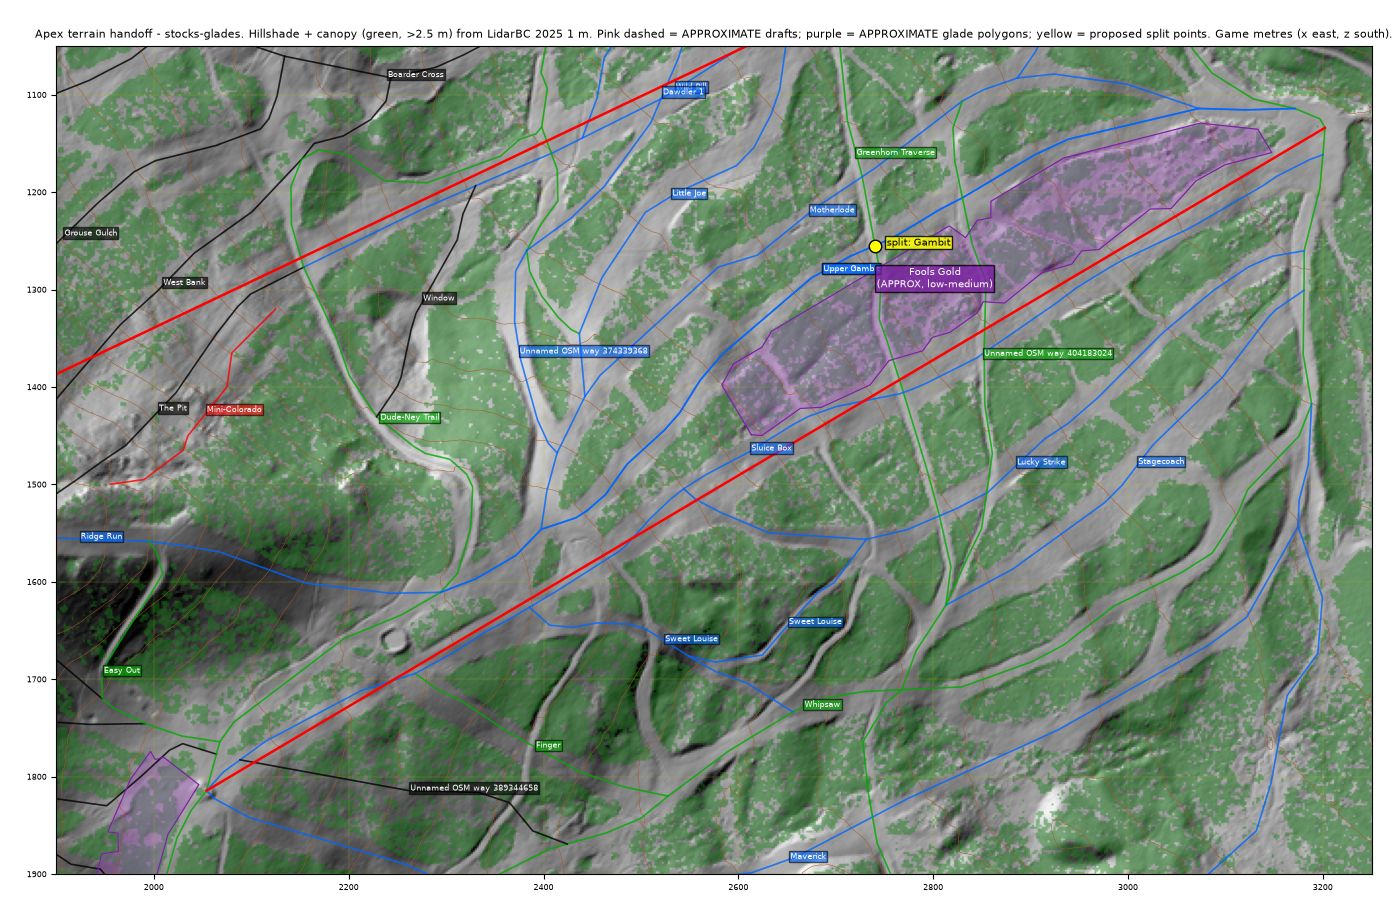 Apex terrain handoff - stocks-glades. Hillshade + canopy (green, >2.5 m) from LidarBC 2025 1 m. Pink dashed = APPROXIMATE drafts; purple = APPROXIMATE glade polygons; yellow = proposed split points. Game metres (x east, z south).
Boarder Cross
1100
Dawdler 1
Greenhorn Traverse
1200
Little Joe
Motherlode
Grouse Gulch
split: Gambit
Upper Gamb
Fools Gold
(APPROX, low-medium)
West Bank
1300
Window
Unnamed OSM way 374339368
Unnamed OSM way 404183024
1400
The Pit
Mini-Colorado
Dude-Ney Trail
Sluice Box
Lucky Strike
Stagecoach
1500
Ridge Run
1600
Sweet Louise
Sweet Louise
Easy Out
1700
Whipsaw
Finger
Unnamed OSM way 389344658
1800
Maverick
1900
2000
2200
2400
2600
2800
3000
3200